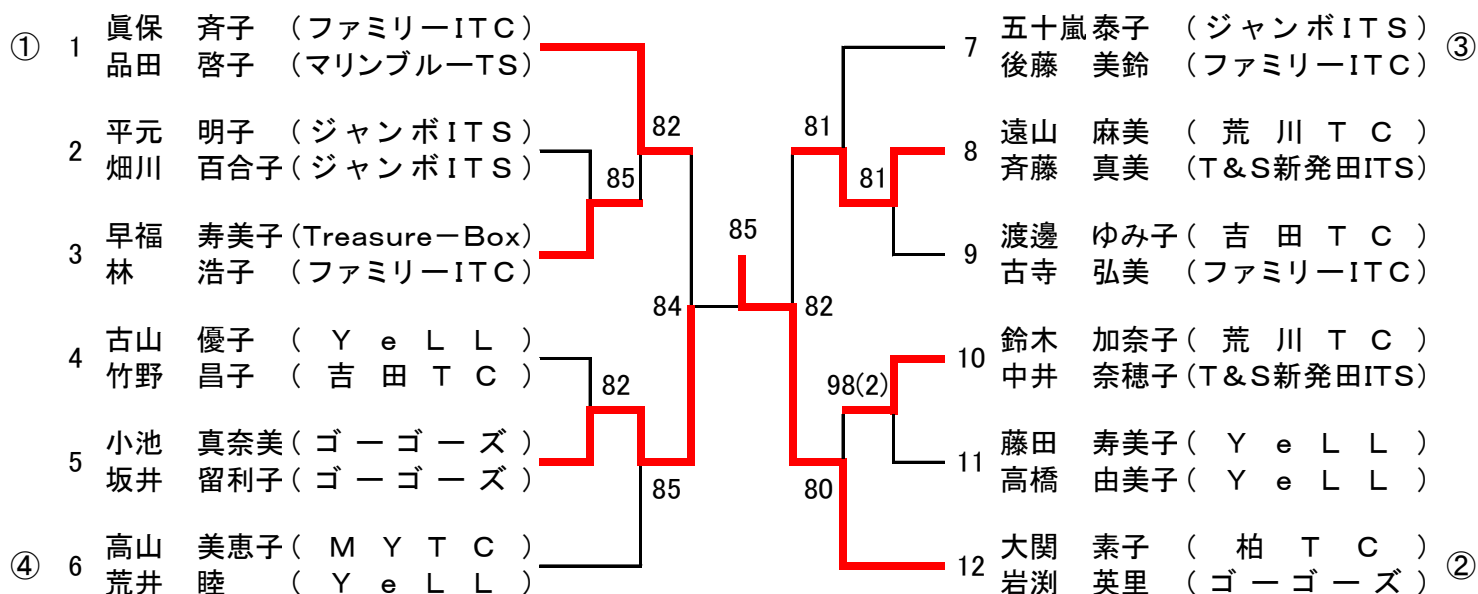 ① 1 眞保 斉子 (ファミリーITC)
品田 啓子 (マリンブルーTS)
2 平元 明子 (ジャンボITS)
畑川 百合子(ジャンボITS)
3 早福 寿美子(Treasure－Box)
林 浩子 (ファミリーITC)
4 古山 優子 (YeLL)
竹野 昌子 (吉田TC)
5 小池 真奈美(ゴーゴーズ)
坂井 留利子(ゴーゴーズ)
④ 6 高山 美恵子(MYTC)
荒井 睦 (YeLL)
82
85
84
82
85
85
81
81
82
98(2)
80
7 五十嵐泰子 (ジャンボITS) ③
後藤 美鈴 (ファミリーITC)
8 遠山 麻美 (荒川TC)
斉藤 真美 (T&S新発田ITS)
9 渡邊 ゆみ子(吉田TC)
古寺 弘美 (ファミリーITC)
10 鈴木 加奈子(荒川TC)
中井 奈穂子(T&S新発田ITS)
11 藤田 寿美子(YeLL)
高橋 由美子(YeLL)
12 大関 素子 (柏TC) ②
岩渕 英里 (ゴーゴーズ)